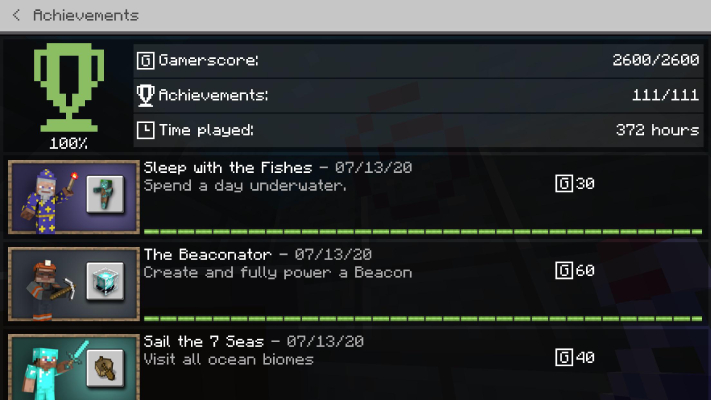 Achievements
Gamerscore: 2600/2600
Achievements: 111/111
Time played: 372 hours
100%
Sleep with the Fishes - 07/13/20
Spend a day underwater.
G 30
The Beaconator - 07/13/20
Create and fully power a Beacon
G 60
Sail the 7 Seas - 07/13/20
Visit all ocean biomes
G 40